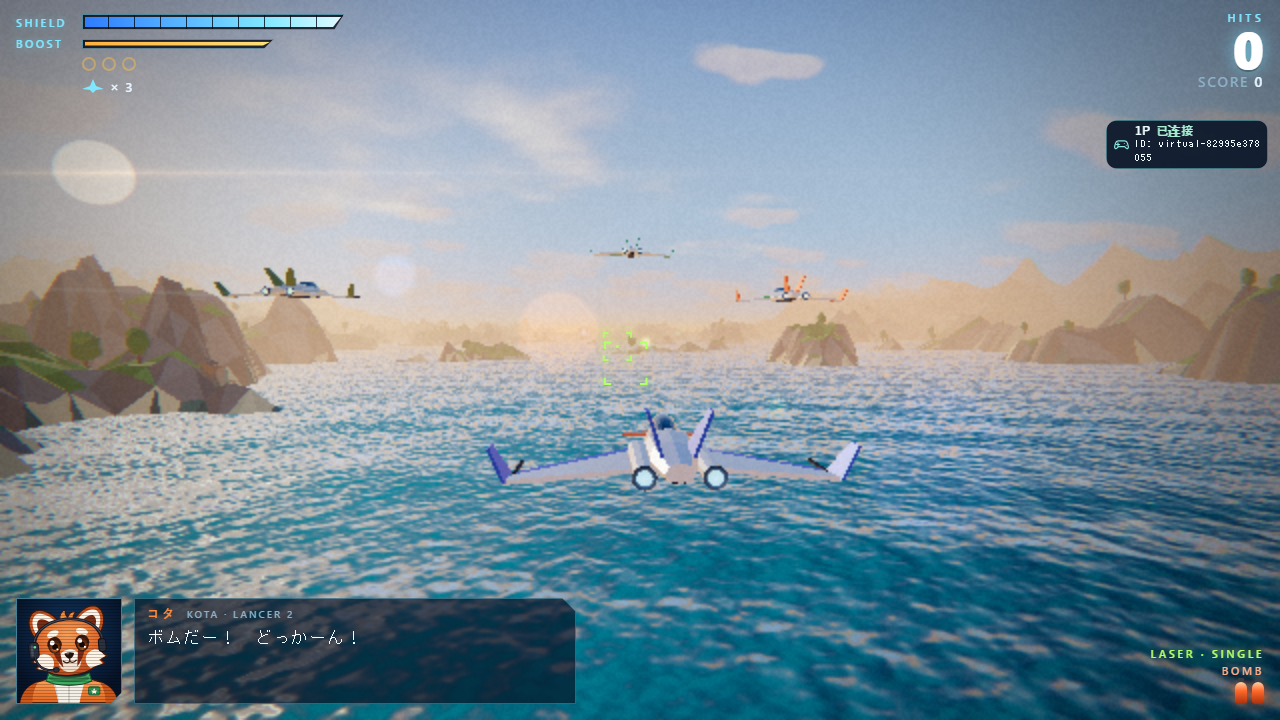 SHIELD
BOOST
× 3
HITS
0
SCORE 0
1P 已连接
ID: virtual-82995e378
055
コタ KOTA · LANCER 2
ボムだー！ どっかーん！
LASER · SINGLE
BOMB